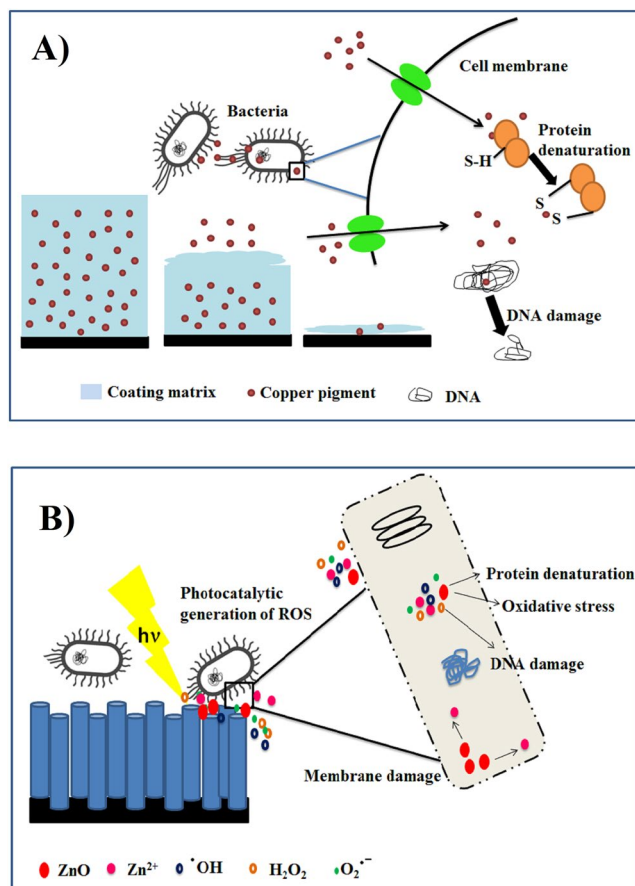 A)
Cell membrane
Bacteria
Protein
denaturation
S-H
S
S
DNA damage
Coating matrix
Copper pigment
DNA
B)
Photocatalytic
generation of ROS
hν
Protein denaturation
Oxidative stress
DNA damage
Membrane damage
ZnO
Zn²⁺
•OH
H₂O₂
O₂•−